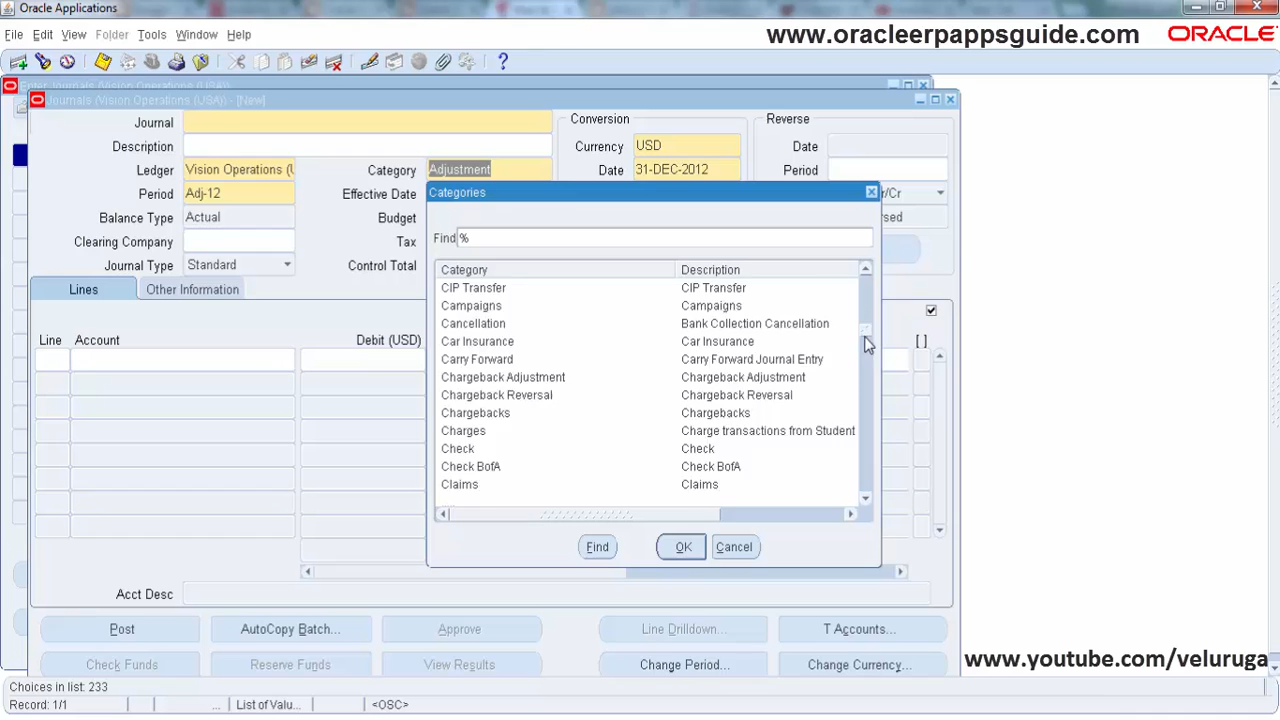 Oracle Applications
File Edit View Folder Tools Window Help
www.oracleerpappsguide.com ORACLE
Enter Journals (Vision Operations (USA))
Journals (Vision Operations (USA)) - [New]
Journal
Conversion
Reverse
Description
Currency USD
Date
Ledger Vision Operations (U
Category Adjustment
Date 31-DEC-2012
Period
Period Adj-12
Effective Date
Categories
r/Cr
Balance Type Actual
Budget
rsed
Clearing Company
Tax
Find %
Journal Type Standard
Control Total
Category Description
CIP Transfer CIP Transfer
Campaigns Campaigns
Cancellation Bank Collection Cancellation
Car Insurance Car Insurance
Carry Forward Carry Forward Journal Entry
Chargeback Adjustment Chargeback Adjustment
Chargeback Reversal Chargeback Reversal
Chargebacks Chargebacks
Charges Charge transactions from Student
Check Check
Check BofA Check BofA
Claims Claims
Find OK Cancel
Lines Other Information
Line Account Debit (USD) [ ]
Acct Desc
Post AutoCopy Batch... Approve Line Drilldown... T Accounts...
Check Funds Reserve Funds View Results Change Period... Change Currency...
www.youtube.com/veluruga
Choices in list: 233
Record: 1/1 ... List of Valu... <OSC>